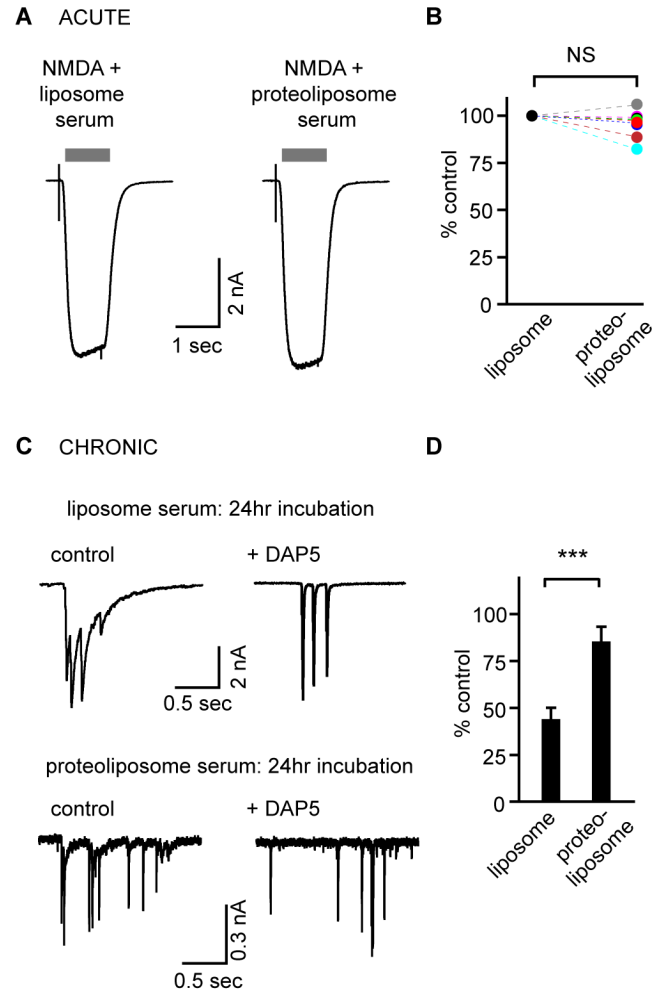 A ACUTE
NMDA +
liposome
serum
NMDA +
proteoliposome
serum
2 nA
1 sec
B
NS
% control
100
75
50
25
0
liposome
proteo-
liposome
C CHRONIC
liposome serum: 24hr incubation
control
+ DAP5
2 nA
0.5 sec
proteoliposome serum: 24hr incubation
control
+ DAP5
0.3 nA
0.5 sec
D
***
% control
100
75
50
25
0
liposome
proteo-
liposome